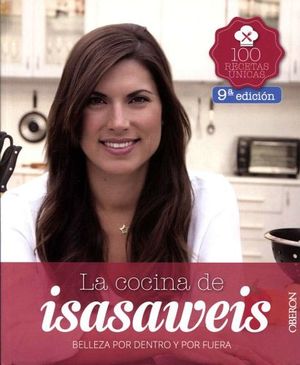 100
RECETAS
ÚNICAS
9ª edición
La cocina de
isasaweis
BELLEZA POR DENTRO Y POR FUERA
OBERON